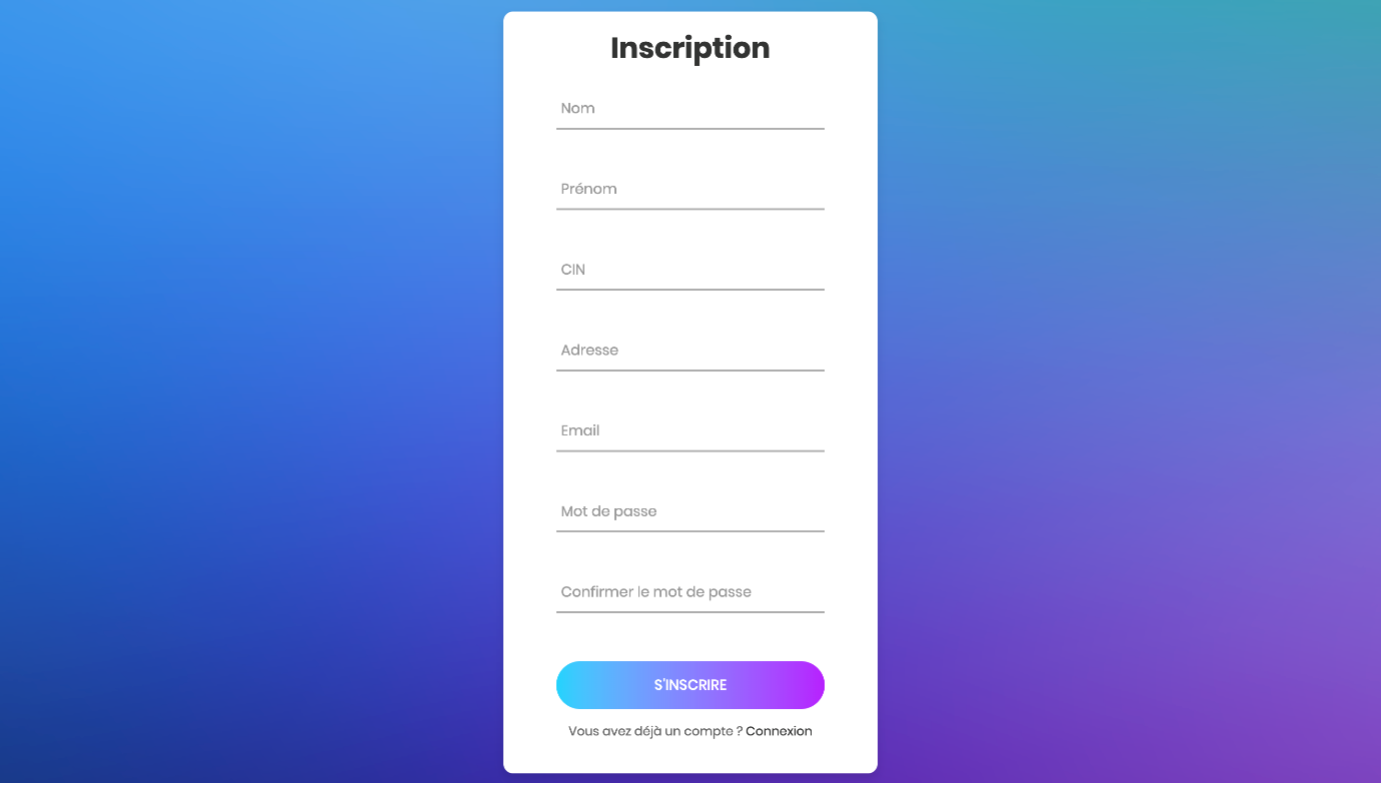 Inscription
Nom
Prénom
CIN
Adresse
Email
Mot de passe
Confirmer le mot de passe
S'INSCRIRE
Vous avez déjà un compte ? Connexion